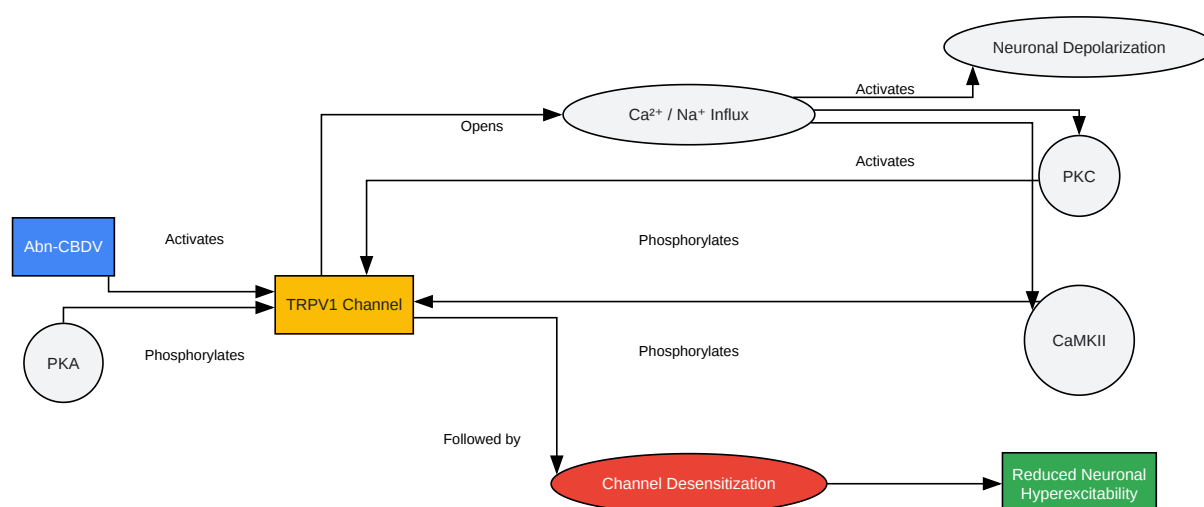 Neuronal Depolarization
Activates
Ca²⁺ / Na⁺ Influx
Opens
Activates
PKC
Abn-CBDV
Activates
Phosphorylates
TRPV1 Channel
PKA
Phosphorylates
Phosphorylates
CaMKII
Followed by
Channel Desensitization
Reduced Neuronal
Hyperexcitability